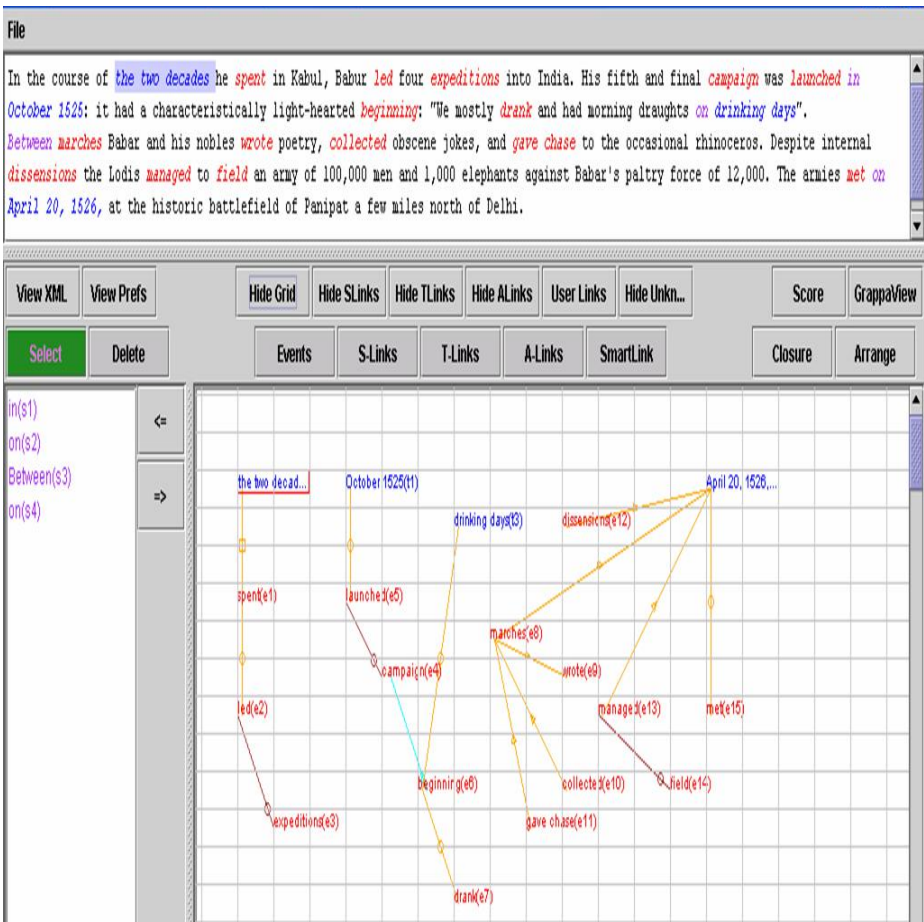 File
In the course of the two decades he spent in Kabul, Babur led four expeditions into India. His fifth and final campaign was launched in
October 1525: it had a characteristically light-hearted beginning: "We mostly drank and had morning draughts on drinking days".
Between marches Babar and his nobles wrote poetry, collected obscene jokes, and gave chase to the occasional rhinoceros. Despite internal
dissensions the Lodis managed to field an army of 100,000 men and 1,000 elephants against Babar's paltry force of 12,000. The armies met on
April 20, 1526, at the historic battlefield of Panipat a few miles north of Delhi.
View XML View Prefs Hide Grid Hide SLinks Hide TLinks Hide ALinks User Links Hide Unkn... Score GrappaView
Select Delete Events S-Links T-Links A-Links SmartLink Closure Arrange
in(s1)
on(s2)
Between(s3)
on(s4)
<=
=>
the two decad... October 1525(t1) April 20, 1526,...
drinking days(t3) dissensions(e12)
spent(e1) launched(e5)
marches(e8)
campaign(e4) wrote(e9)
led(e2) managed(e13) met(e15)
beginning(e6) collected(e10) field(e14)
expeditions(e3) gave chase(e11)
drank(e7)